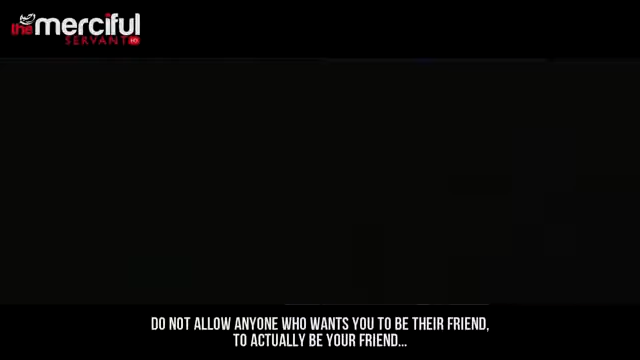 the merciful
SERVANT HD
DO NOT ALLOW ANYONE WHO WANTS YOU TO BE THEIR FRIEND,
TO ACTUALLY BE YOUR FRIEND...